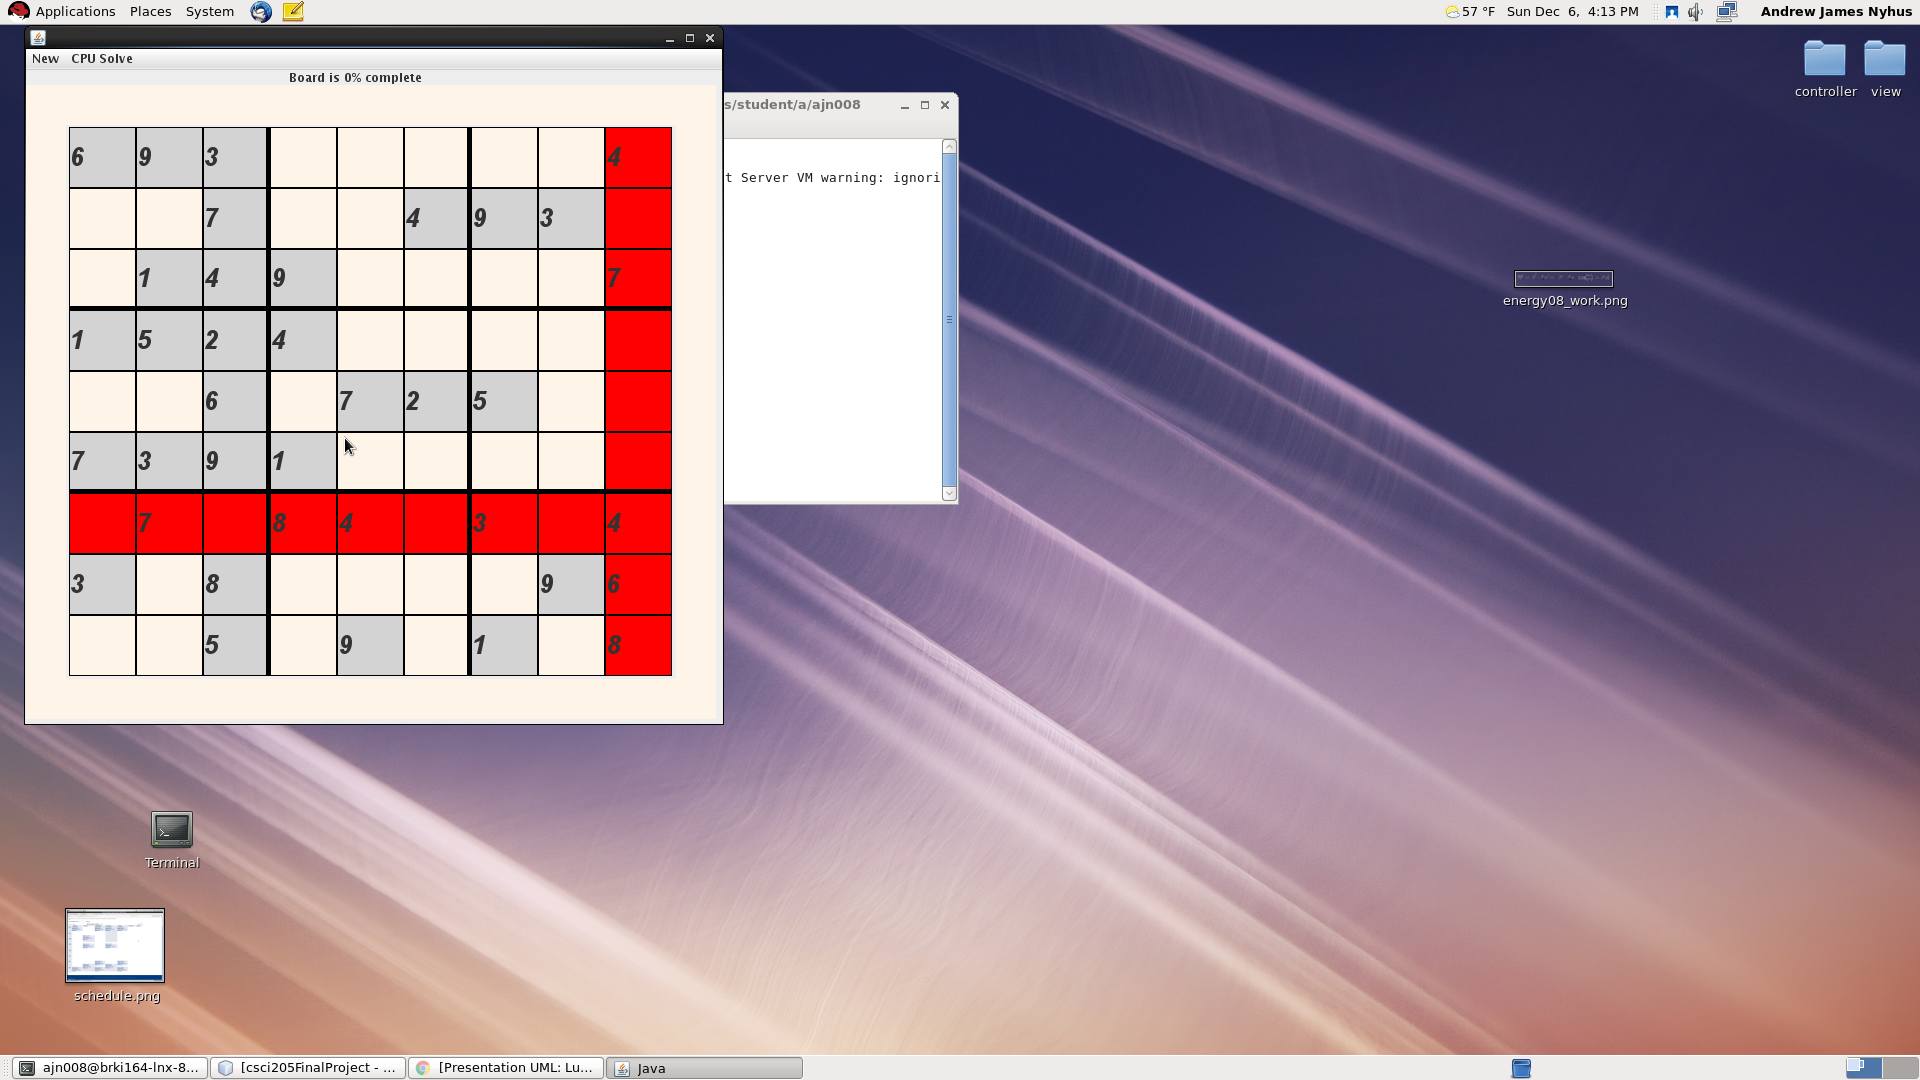 Applications Places System 57 °F Sun Dec 6, 4:13 PM Andrew James Nyhus
New CPU Solve
Board is 0% complete
s/student/a/ajn008
t Server VM warning: ignori
6 9 3 4
7 4 9 3
1 4 9 7
1 5 2 4
6 7 2 5
7 3 9 1
7 8 4 3 4
3 8 9 6
5 9 1 8
controller view
energy08_work.png
Terminal
schedule.png
ajn008@brki164-lnx-8... [csci205FinalProject - ... [Presentation UML: Lu... Java